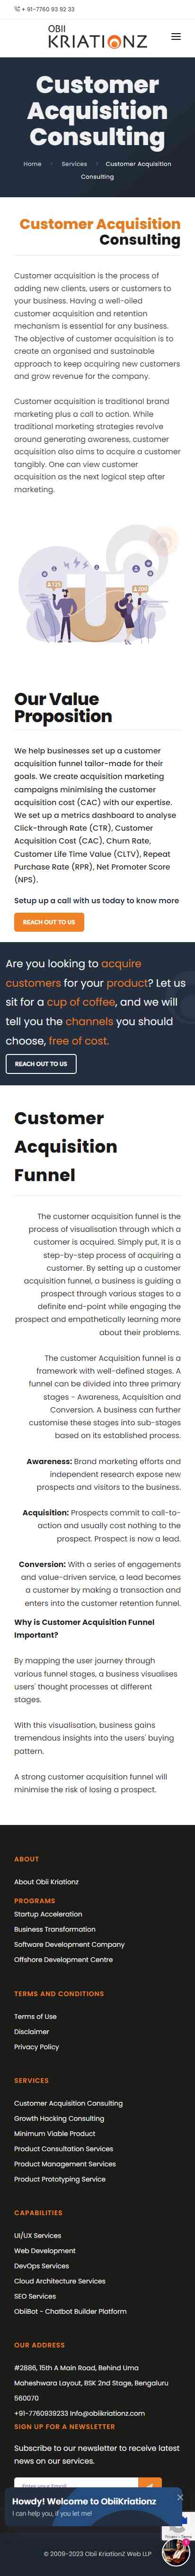 + 91-7760 93 92 33
OBII
KRIATIONZ
Customer
Acquisition
Consulting
Home
Services
Customer Acquisition
Consulting
Customer Acquisition
Consulting
Customer acquisition is the process of
adding new clients, users or customers to
your business. Having a well-oiled
customer acquisition and retention
mechanism is essential for any business.
The objective of customer acquisition is to
create an organised and sustainable
approach to keep acquiring new customers
and grow revenue for the company.
Customer acquisition is traditional brand
marketing plus a call to action. While
traditional marketing strategies revolve
around generating awareness, customer
acquisition also aims to acquire a customer
tangibly. One can view customer
acquisition as the next logical step after
marketing.
Our Value
Proposition
We help businesses set up a customer
acquisition funnel tailor-made for their
goals. We create acquisition marketing
campaigns minimising the customer
acquisition cost (CAC) with our expertise.
We set up a metrics dashboard to analyse
Click-through Rate (CTR), Customer
Acquisition Cost (CAC), Churn Rate,
Customer Life Time Value (CLTV), Repeat
Purchase Rate (RPR), Net Promoter Score
(NPS).
Setup up a call with us today to know more
REACH OUT TO US
Are you looking to acquire
customers for your product? Let us
sit for a cup of coffee, and we will
tell you the channels you should
choose, free of cost.
REACH OUT TO US
Customer
Acquisition
Funnel
The customer acquisition funnel is the
process of visualisation through which a
customer is acquired. Simply put, it is a
step-by-step process of acquiring a
customer. By setting up a customer
acquisition funnel, a business is guiding a
prospect through various stages to a
definite end-point while engaging the
prospect and empathetically learning more
about their problems.
The customer Acquisition funnel is a
framework with well-defined stages. A
funnel can be divided into three primary
stages - Awareness, Acquisition and
Conversion. A business can further
customise these stages into sub-stages
based on its established process.
Awareness: Brand marketing efforts and
independent research expose new
prospects and visitors to the business.
Acquisition: Prospects commit to call-to-
action and usually cost nothing to the
prospect. Prospect is now a lead.
Conversion: With a series of engagements
and value-driven service, a lead becomes
a customer by making a transaction and
enters into the customer retention funnel.
Why is Customer Acquisition Funnel
Important?
By mapping the user journey through
various funnel stages, a business visualises
users' thought processes at different
stages.
With this visualisation, business gains
tremendous insights into the users' buying
pattern.
A strong customer acquisition funnel will
minimise the risk of losing a prospect.
ABOUT
About Obii Kriationz
PROGRAMS
Startup Acceleration
Business Transformation
Software Development Company
Offshore Development Centre
TERMS AND CONDITIONS
Terms of Use
Disclaimer
Privacy Policy
SERVICES
Customer Acquisition Consulting
Growth Hacking Consulting
Minimum Viable Product
Product Consultation Services
Product Management Services
Product Prototyping Service
CAPABILITIES
UI/UX Services
Web Development
DevOps Services
Cloud Architecture Services
SEO Services
ObiiBot - Chatbot Builder Platform
OUR ADDRESS
#2886, 15th A Main Road, Behind Uma
Maheshwara Layout, BSK 2nd Stage, Bengaluru
560070
+91-7760939233 Info@obiikriationz.com
SIGN UP FOR A NEWSLETTER
Subscribe to our newsletter to receive latest
news on our services.
Enter your Email
Howdy! Welcome to ObiiKriationz
I can help you, if you let me!
Privacy - Terms
© 2009-2023 Obii KriationZ Web LLP